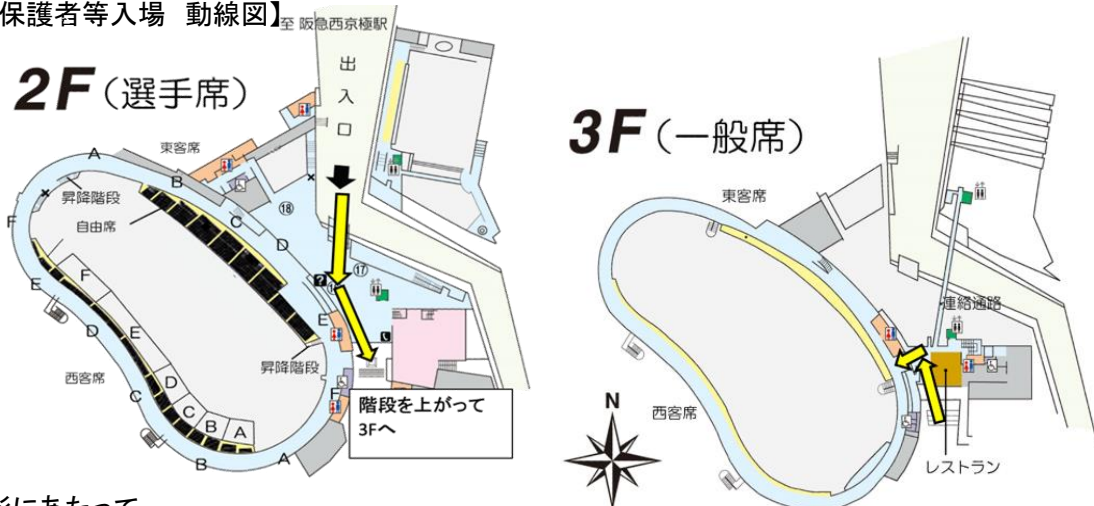 保護者等入場 動線図】
至 阪急西京極駅
出
入
口
2F(選手席)
東客席
A
B
昇降階段
自由席
C
D
⑱
⑰
F
F
E
E
D
D
西客席
C
C
B
A
B
A
E
F
昇降階段
?
階段を上がって
3Fへ
3F(一般席)
東客席
連絡通路
西客席
レストラン
N